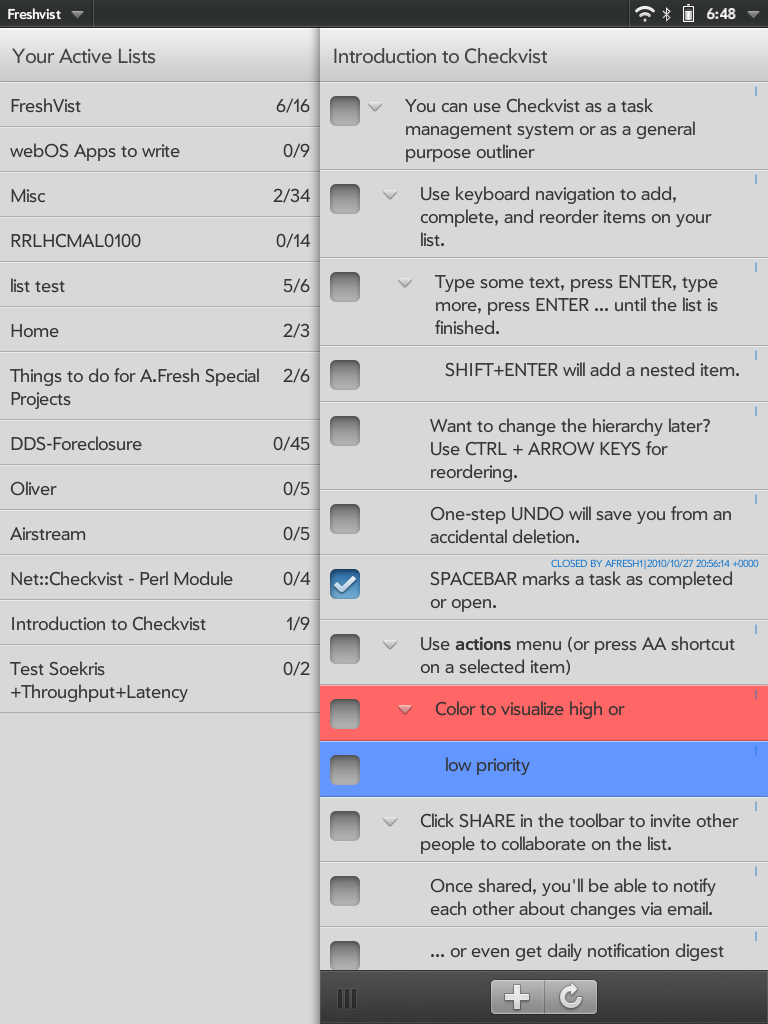 Freshvist
6:48
Your Active Lists
FreshVist 6/16
webOS Apps to write 0/9
Misc 2/34
RRLHCMAL0100 0/14
list test 5/6
Home 2/3
Things to do for A.Fresh Special 2/6
Projects
DDS-Foreclosure 0/45
Oliver 0/5
Airstream 0/5
Net::Checkvist - Perl Module 0/4
Introduction to Checkvist 1/9
Test Soekris 0/2
+Throughput+Latency
Introduction to Checkvist
You can use Checkvist as a task
management system or as a general
purpose outliner
Use keyboard navigation to add,
complete, and reorder items on your
list.
Type some text, press ENTER, type
more, press ENTER ... until the list is
finished.
SHIFT+ENTER will add a nested item.
Want to change the hierarchy later?
Use CTRL + ARROW KEYS for
reordering.
One-step UNDO will save you from an
accidental deletion.
CLOSED BY AFRESH1|2010/10/27 20:56:14 +0000
SPACEBAR marks a task as completed
or open.
Use actions menu (or press AA shortcut
on a selected item)
Color to visualize high or
low priority
Click SHARE in the toolbar to invite other
people to collaborate on the list.
Once shared, you'll be able to notify
each other about changes via email.
... or even get daily notification digest